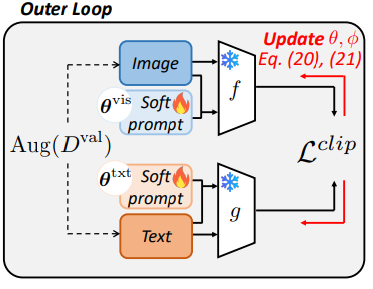 Outer Loop
Image
Update θ, ϕ
Eq. (20), (21)
θ^vis
Soft
prompt
f
Aug(D^val)
ℒ^clip
θ^txt
Soft
prompt
g
Text